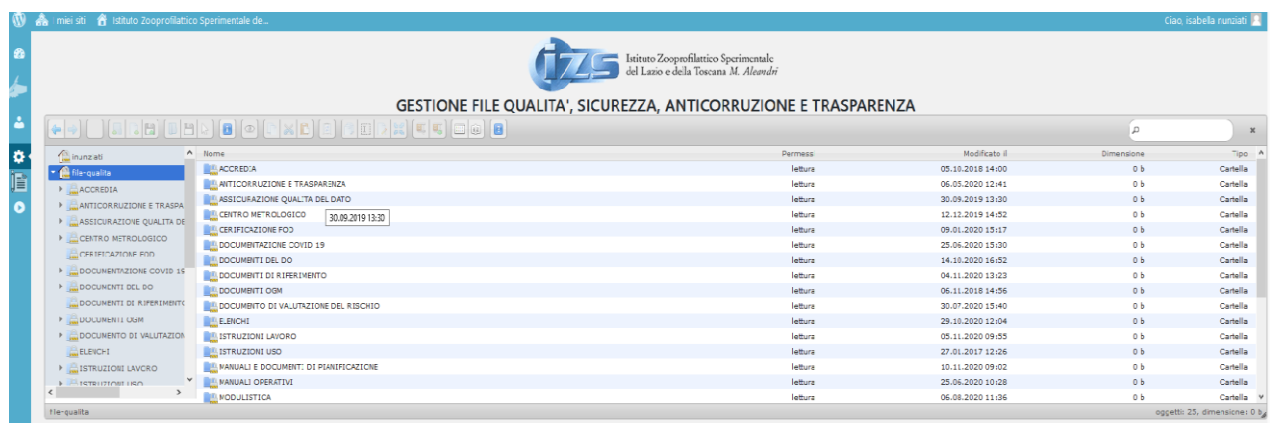 miei siti Istituto Zooprofilattico Sperimentale de... Ciao, isabella runziati
izs Istituto Zooprofilattico Sperimentale
del Lazio e della Toscana M. Aleandri
GESTIONE FILE QUALITA', SICUREZZA, ANTICORRUZIONE E TRASPARENZA
Nome Permessi Modificato il Dimensione Tipo
ACCREDIA lettura 05.10.2018 14:00 0 b Cartella
ANTICORRUZIONE E TRASPARENZA lettura 06.05.2020 12:41 0 b Cartella
ASSICURAZIONE QUALITA DEL DATO lettura 30.09.2019 13:30 0 b Cartella
CENTRO METROLOGICO lettura 12.12.2019 14:52 0 b Cartella
30.09.2019 13:30
CERIFICAZIONE FOD lettura 09.01.2020 15:17 0 b Cartella
DOCUMENTAZIONE COVID 19 lettura 25.06.2020 15:30 0 b Cartella
DOCUMENTI DEL DO lettura 14.10.2020 16:52 0 b Cartella
DOCUMENTI DI RIFERIMENTO lettura 04.11.2020 13:23 0 b Cartella
DOCUMENTI OGM lettura 06.11.2018 14:56 0 b Cartella
DOCUMENTO DI VALUTAZIONE DEL RISCHIO lettura 30.07.2020 15:40 0 b Cartella
ELENCHI lettura 29.10.2020 12:04 0 b Cartella
ISTRUZIONI LAVORO lettura 05.11.2020 09:55 0 b Cartella
ISTRUZIONI USO lettura 27.01.2017 12:26 0 b Cartella
MANUALI E DOCUMENTI DI PIANIFICAZIONE lettura 10.11.2020 09:02 0 b Cartella
MANUALI OPERATIVI lettura 25.06.2020 10:28 0 b Cartella
MODULISTICA lettura 06.08.2020 11:36 0 b Cartella
irunziati
file-qualita
ACCREDIA
ANTICORRUZIONE E TRASPA
ASSICURAZIONE QUALITA DE
CENTRO METROLOGICO
CERIFICAZIONE FOD
DOCUMENTAZIONE COVID 19
DOCUMENTI DEL DO
DOCUMENTI DI RIFERIMENTO
DOCUMENTI OGM
DOCUMENTO DI VALUTAZION
ELENCHI
ISTRUZIONI LAVORO
ISTRUZIONI USO
file-qualita oggetti: 25, dimensione: 0 b